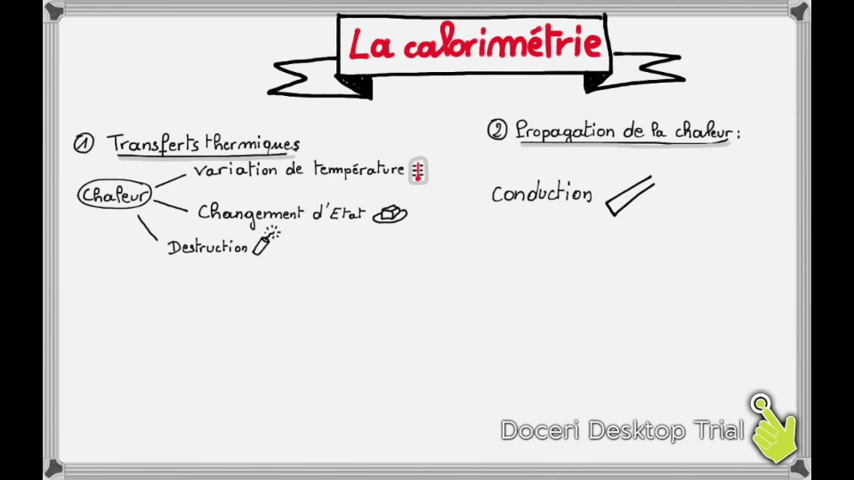 La calorimétrie
① Transferts thermiques
Chaleur
Variation de température
Changement d'Etat
Destruction
② Propagation de la chaleur :
Conduction
Doceri Desktop Trial